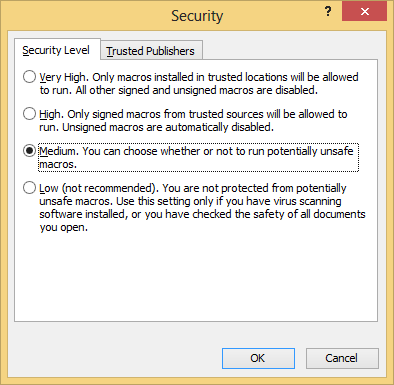 Security
?
Security Level
Trusted Publishers
Very High. Only macros installed in trusted locations will be allowed
to run. All other signed and unsigned macros are disabled.
High. Only signed macros from trusted sources will be allowed to
run. Unsigned macros are automatically disabled.
Medium. You can choose whether or not to run potentially unsafe
macros.
Low (not recommended). You are not protected from potentially
unsafe macros. Use this setting only if you have virus scanning
software installed, or you have checked the safety of all documents
you open.
OK
Cancel